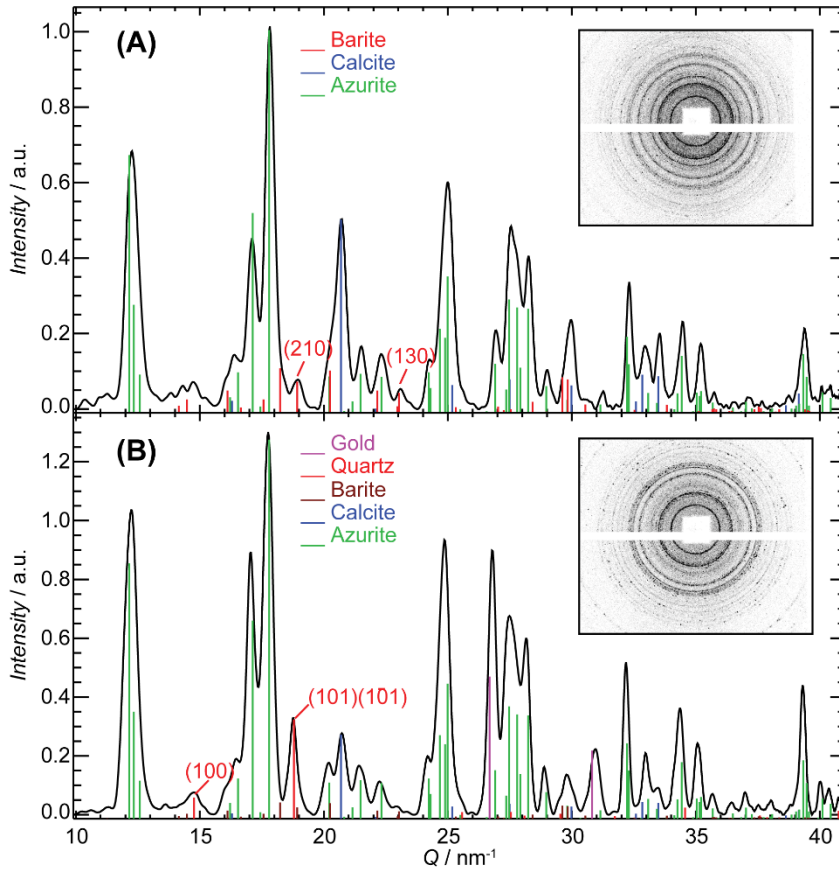 (A)
Barite
Calcite
Azurite
(210)
(130)
Intensity / a.u.
1.0
0.8
0.6
0.4
0.2
0.0
(B)
Gold
Quartz
Barite
Calcite
Azurite
(100)
(101)(1̄01)
Intensity / a.u.
1.2
1.0
0.8
0.6
0.4
0.2
0.0
10 15 20 25 30 35 40
Q / nm⁻¹